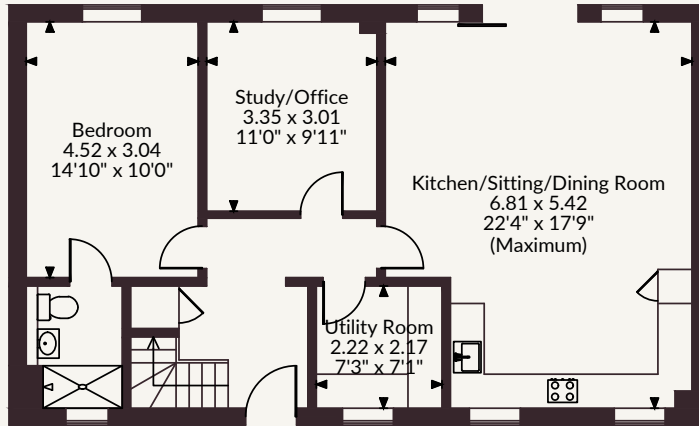 Bedroom
4.52 x 3.04
14'10" x 10'0"
Study/Office
3.35 x 3.01
11'0" x 9'11"
Kitchen/Sitting/Dining Room
6.81 x 5.42
22'4" x 17'9"
(Maximum)
Utility Room
2.22 x 2.17
7'3" x 7'1"